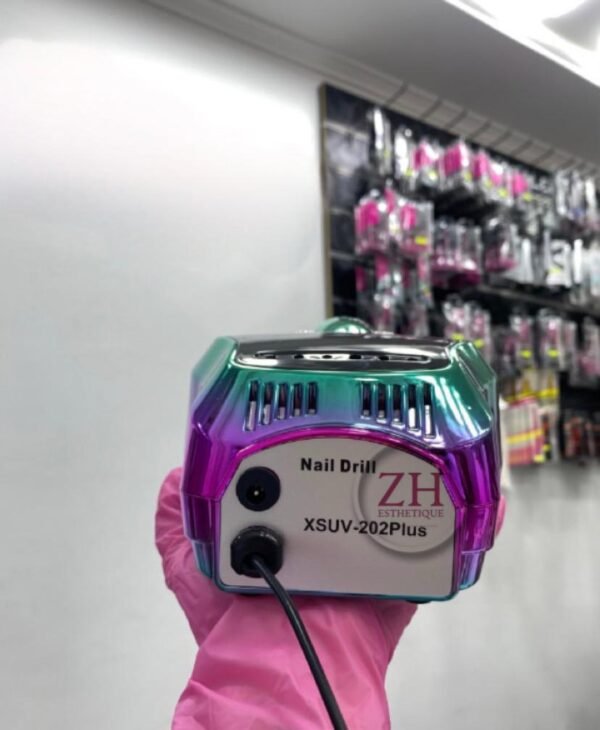 Nail Drill
ZH
ESTHETIQUE
XSUV-202Plus